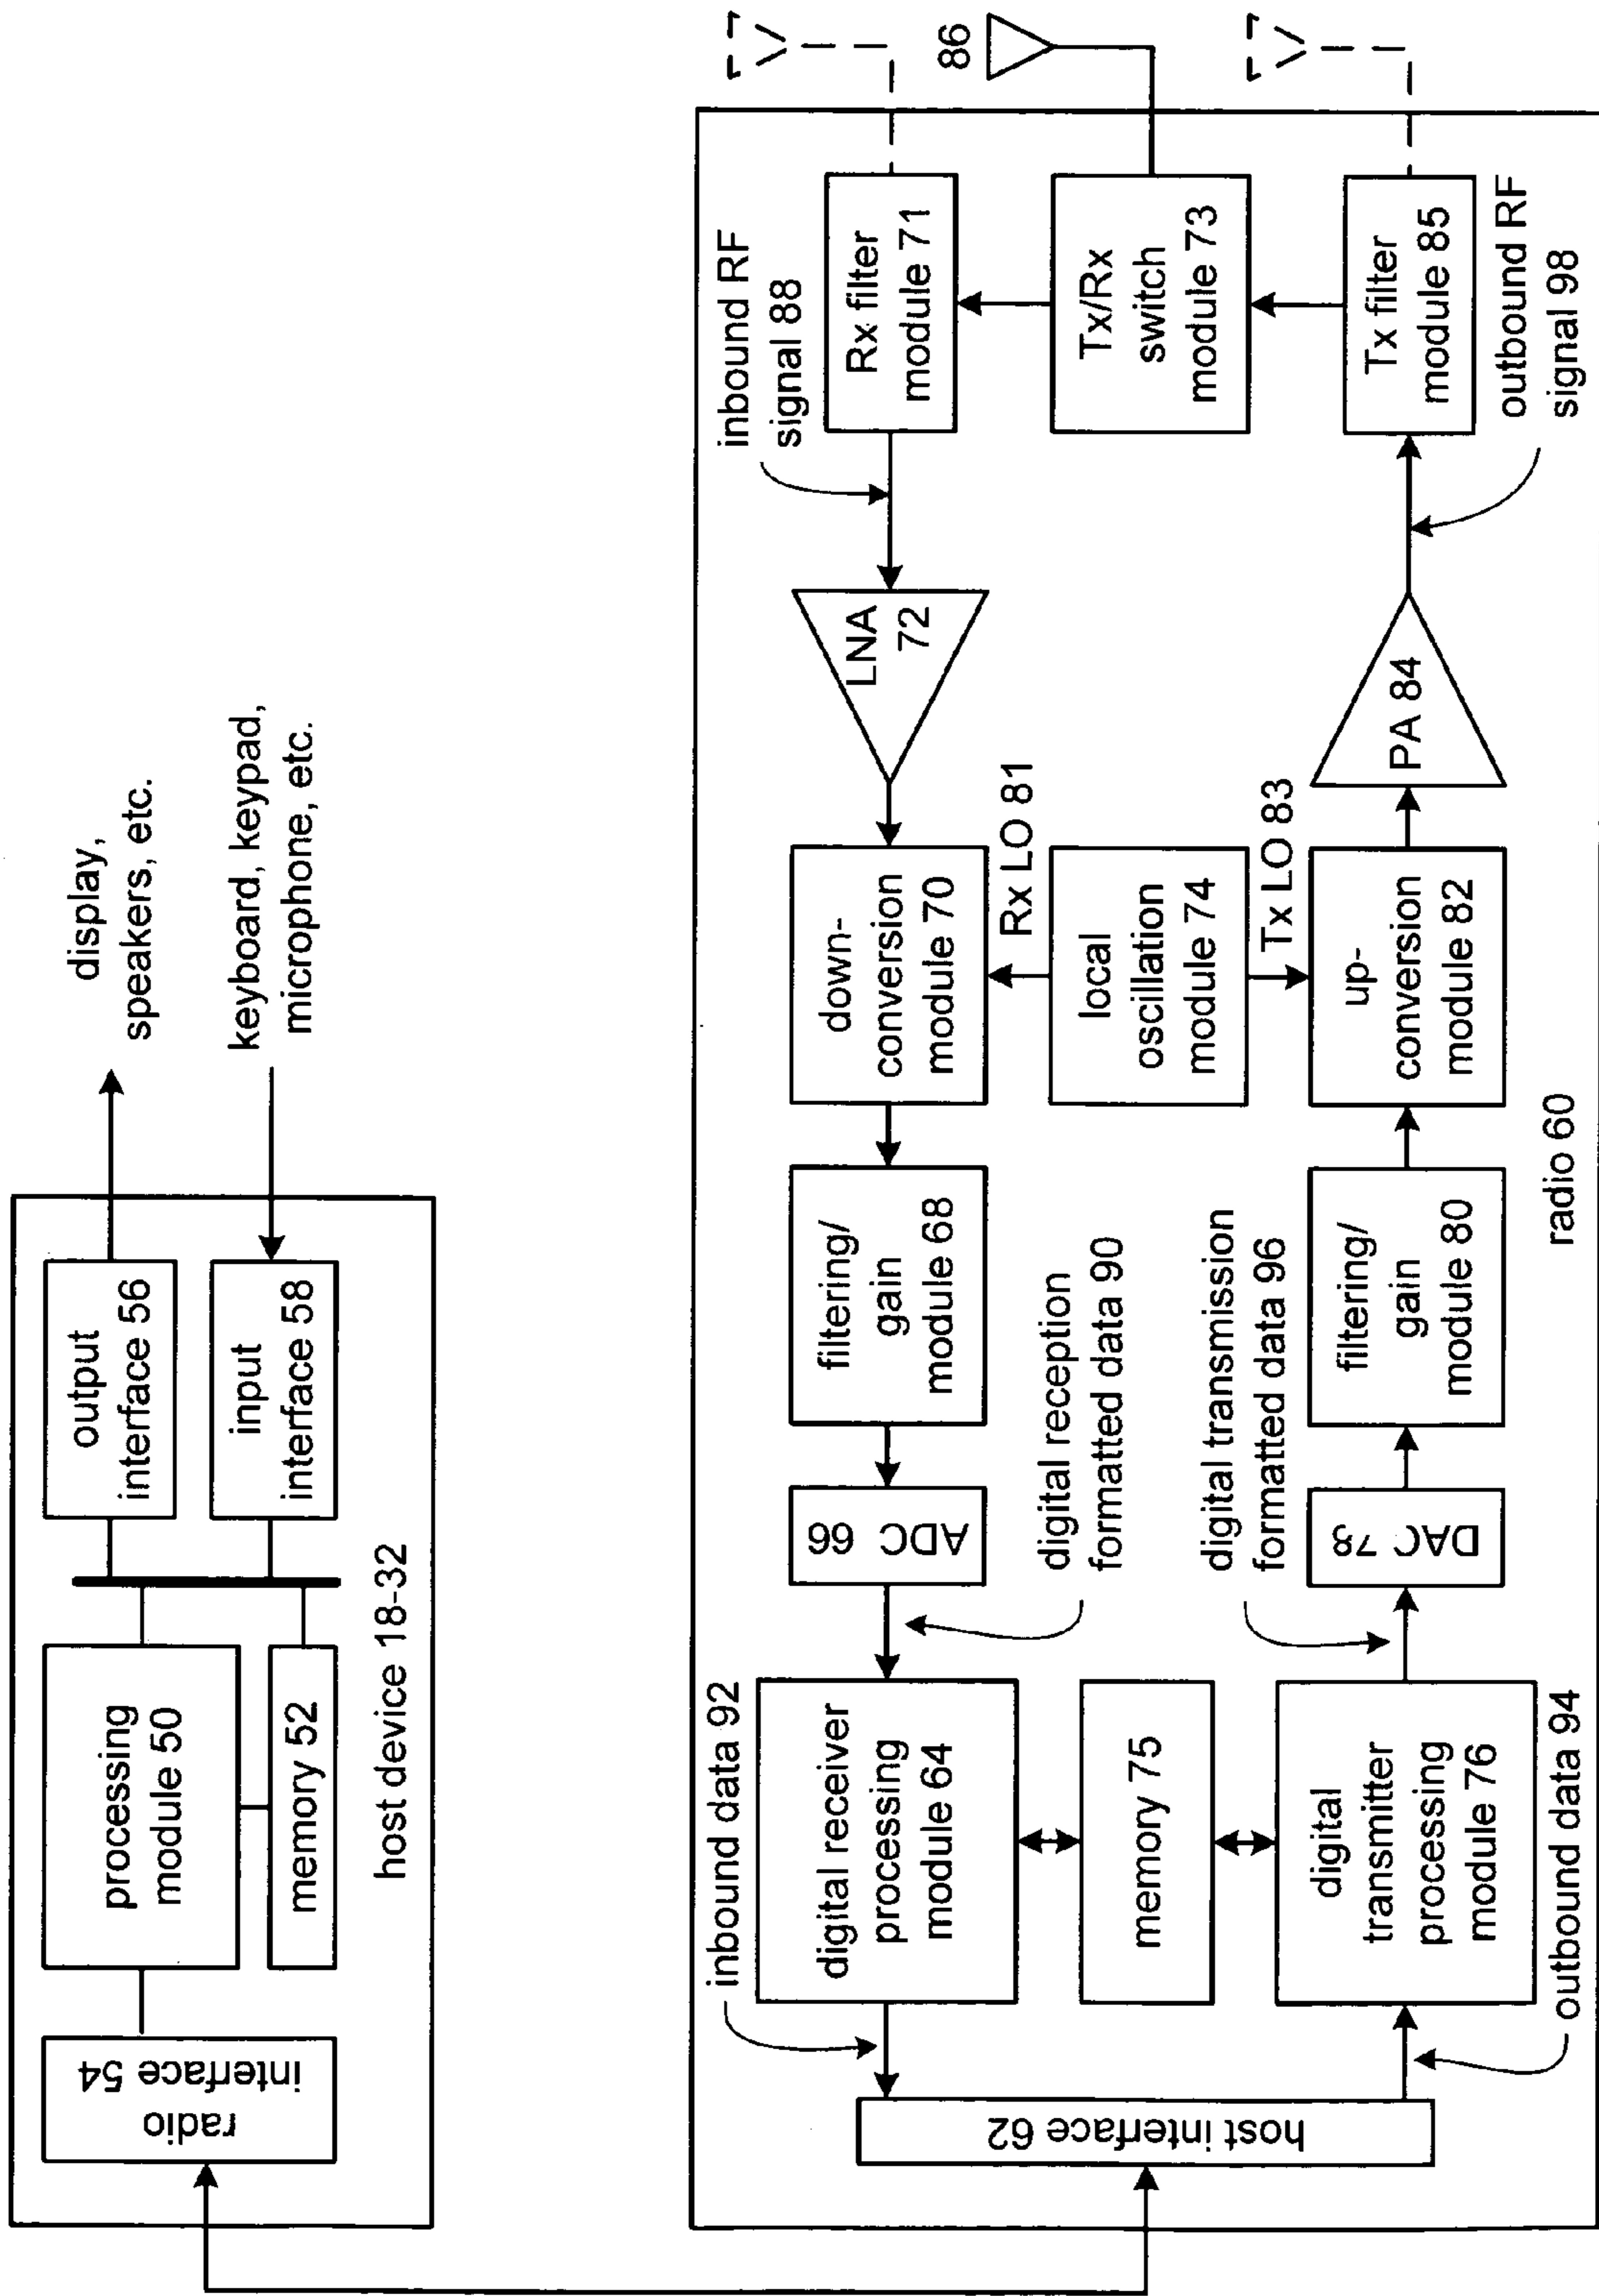 display,
speakers, etc.
keyboard, keypad,
microphone, etc.
output
interface 56
input
interface 58
processing
module 50
memory 52
radio
interface 54
host device 18-32
inbound data 92
digital receiver
processing
module 64
ADC 66
digital reception
formatted data 90
filtering/
gain
module 68
down-
conversion
module 70
LNA
72
inbound RF
signal 88
Rx filter
module 71
86
host interface 62
memory 75
Rx LO 81
local
oscillation
module 74
Tx LO 83
Tx/Rx
switch
module 73
digital
transmitter
processing
module 76
outbound data 94
digital transmission
formatted data 96
DAC 78
filtering/
gain
module 80
up-
conversion
module 82
PA 84
Tx filter
module 85
outbound RF
signal 98
radio 60